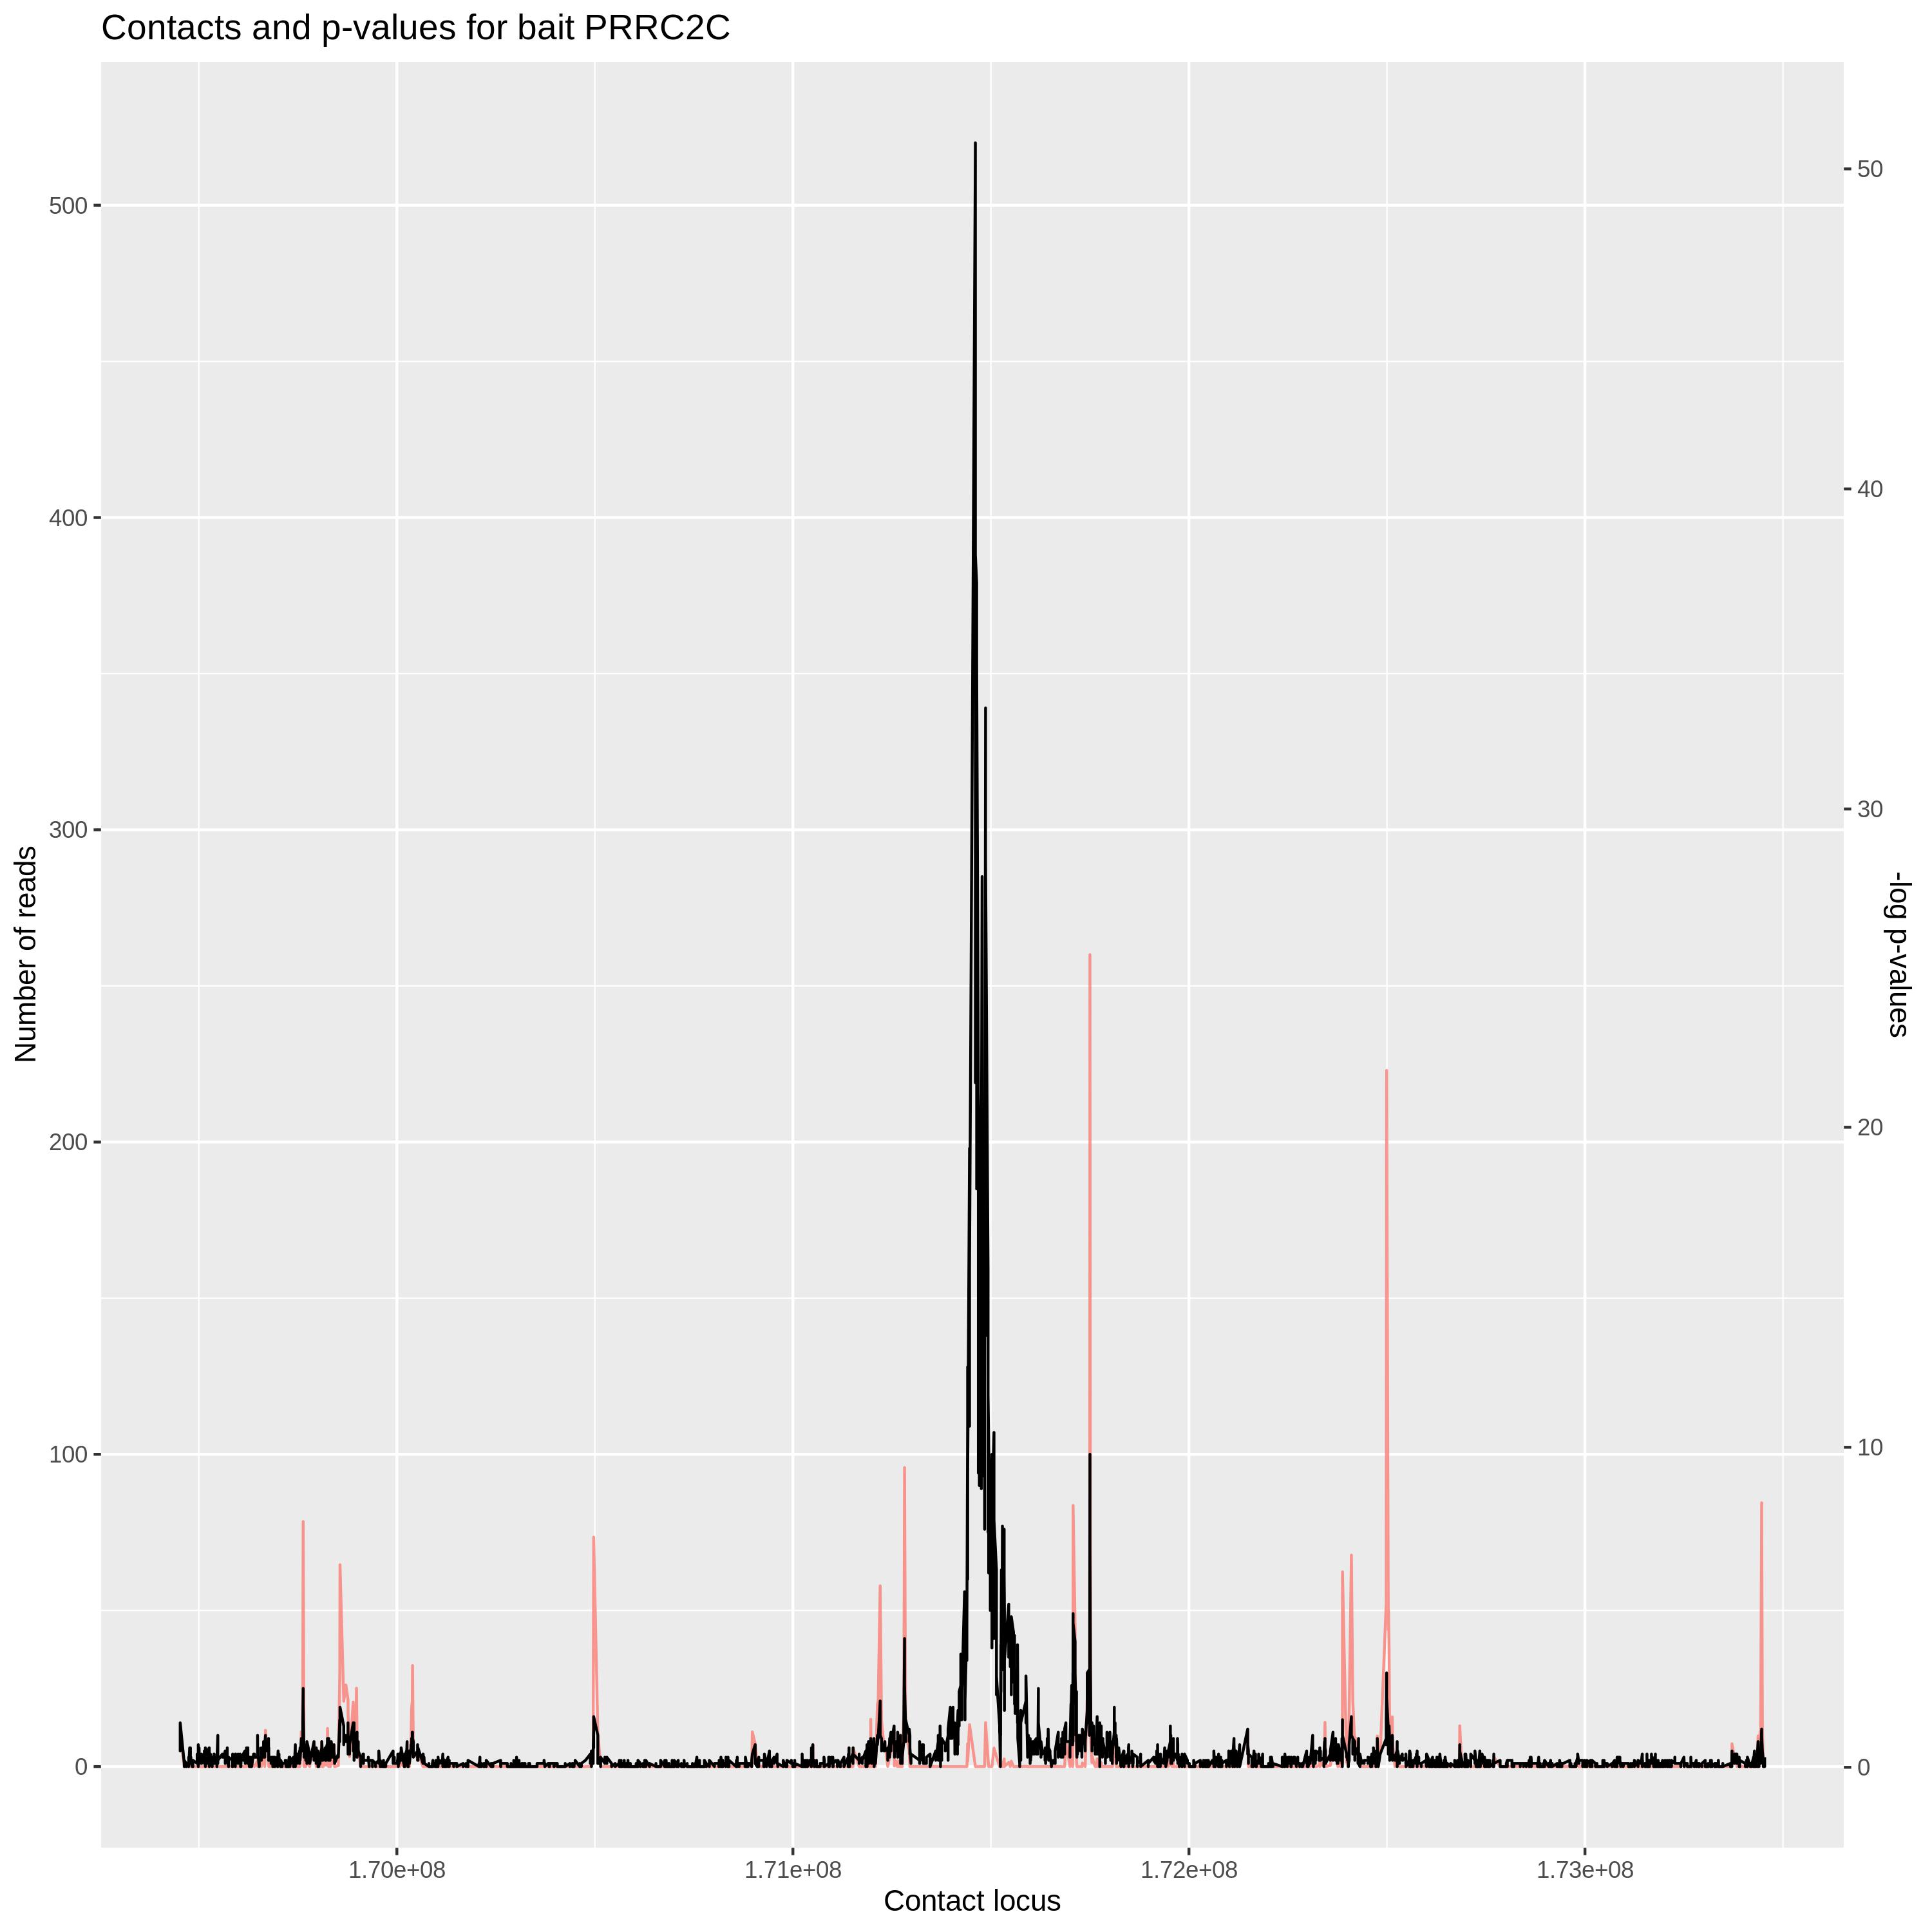 Contacts and p-values for bait PRRC2C
500
400
300
200
100
0
Number of reads
50
40
30
20
10
0
-log p-values
1.70e+08
1.71e+08
1.72e+08
1.73e+08
Contact locus